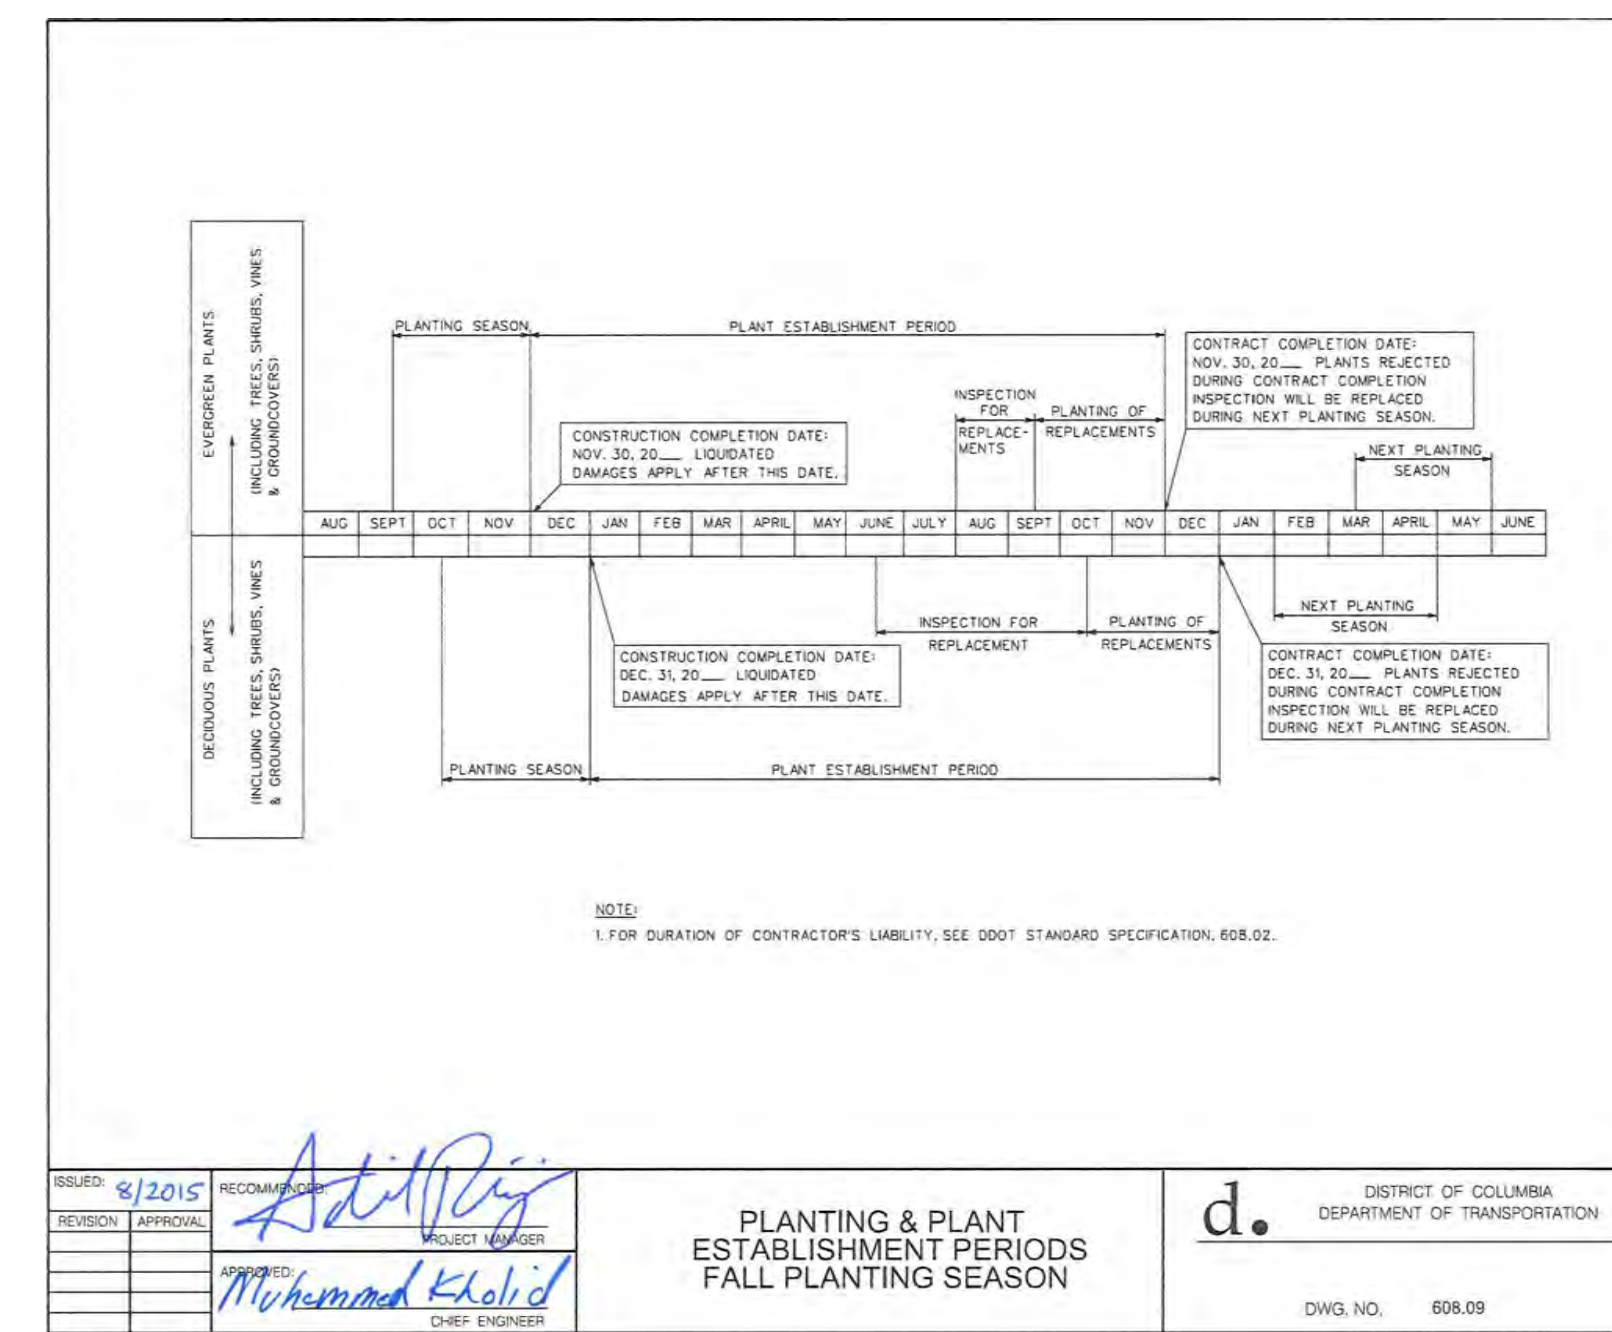 EVERGREEN PLANTS
(INCLUDING TREES, SHRUBS, VINES
& GROUNDCOVERS)
DECIDUOUS PLANTS
(INCLUDING TREES, SHRUBS, VINES
& GROUNDCOVERS)
PLANTING SEASON
PLANT ESTABLISHMENT PERIOD
CONSTRUCTION COMPLETION DATE:
NOV. 30, 20__ LIQUIDATED
DAMAGES APPLY AFTER THIS DATE.
INSPECTION
FOR
REPLACE-
MENTS
PLANTING OF
REPLACEMENTS
CONTRACT COMPLETION DATE:
NOV. 30, 20__ PLANTS REJECTED
DURING CONTRACT COMPLETION
INSPECTION WILL BE REPLACED
DURING NEXT PLANTING SEASON.
NEXT PLANTING
SEASON
AUG SEPT OCT NOV DEC JAN FEB MAR APRIL MAY JUNE JULY AUG SEPT OCT NOV DEC JAN FEB MAR APRIL MAY JUNE
CONSTRUCTION COMPLETION DATE:
DEC. 31, 20__ LIQUIDATED
DAMAGES APPLY AFTER THIS DATE.
INSPECTION FOR
REPLACEMENT
PLANTING OF
REPLACEMENTS
NEXT PLANTING
SEASON
CONTRACT COMPLETION DATE:
DEC. 31, 20__ PLANTS REJECTED
DURING CONTRACT COMPLETION
INSPECTION WILL BE REPLACED
DURING NEXT PLANTING SEASON.
PLANTING SEASON
PLANT ESTABLISHMENT PERIOD
NOTE:
1. FOR DURATION OF CONTRACTOR'S LIABILITY, SEE DDOT STANDARD SPECIFICATION, 608.02.
ISSUED: 8/2015
REVISION APPROVAL
RECOMMENDED:
PROJECT MANAGER
APPROVED:
Muhammed Kholid
CHIEF ENGINEER
PLANTING & PLANT
ESTABLISHMENT PERIODS
FALL PLANTING SEASON
d.
DISTRICT OF COLUMBIA
DEPARTMENT OF TRANSPORTATION
DWG. NO. 608.09